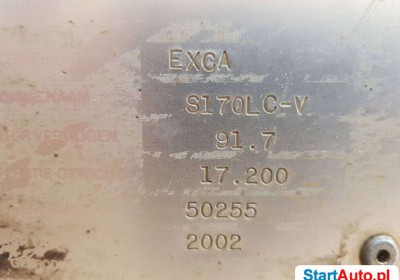 EXCA
S170LC-V
91.7
17.200
50255
2002
StartAuto.pl